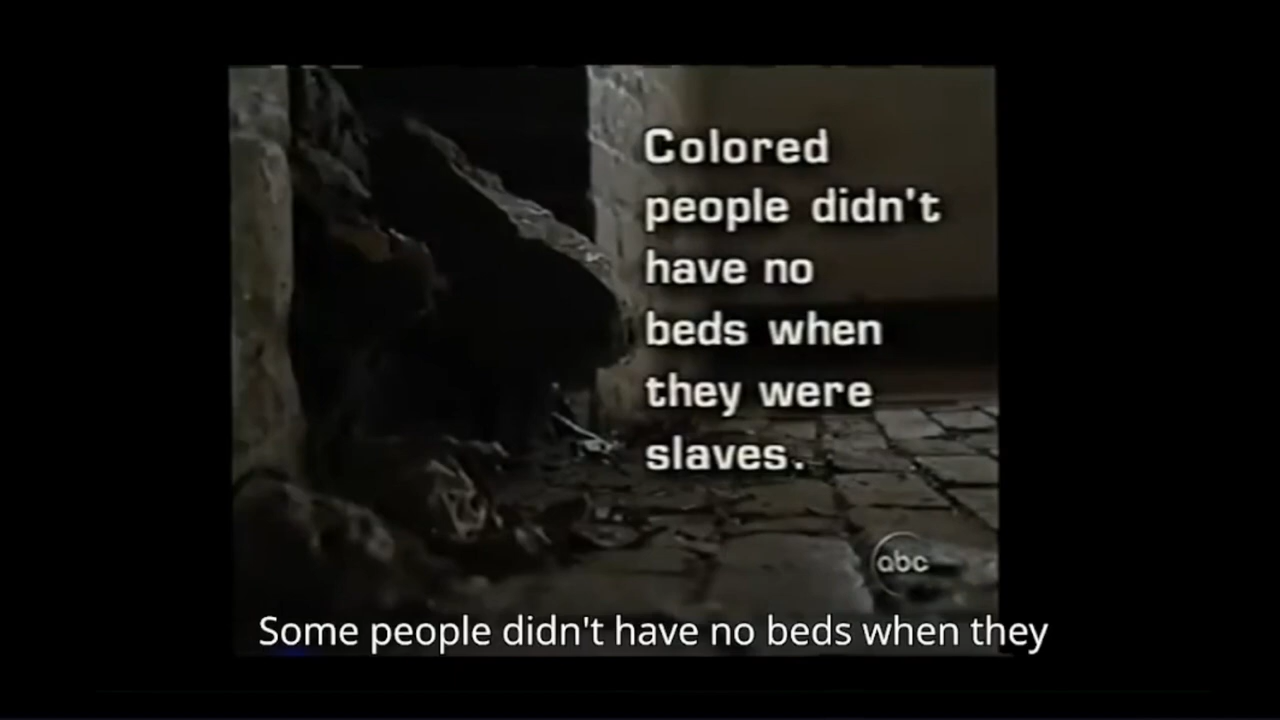 Colored
people didn't
have no
beds when
they were
slaves.
abc
Some people didn't have no beds when they